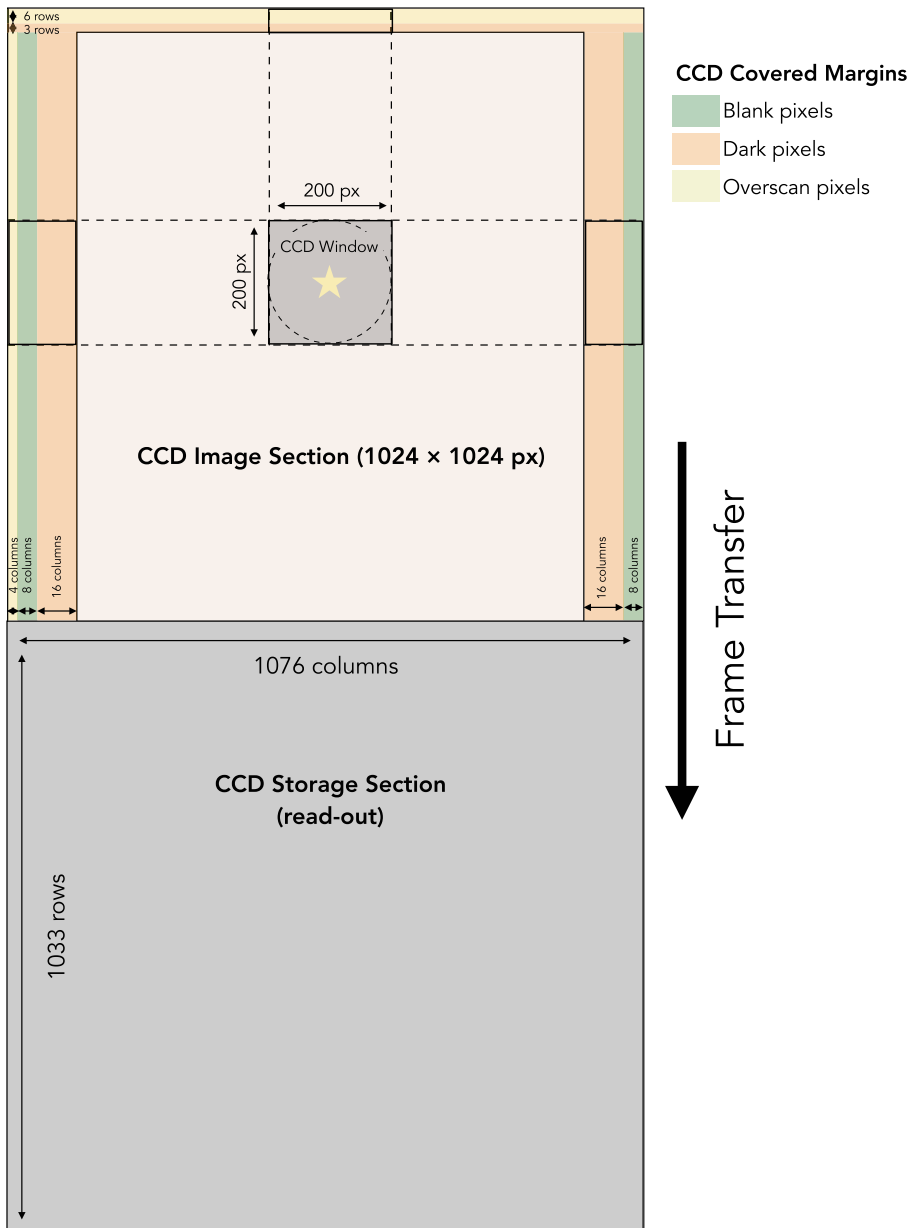 6 rows
3 rows
CCD Covered Margins
Blank pixels
Dark pixels
Overscan pixels
200 px
CCD Window
200 px
CCD Image Section (1024 × 1024 px)
4 columns
8 columns
16 columns
16 columns
8 columns
Frame Transfer
1076 columns
CCD Storage Section
(read-out)
1033 rows